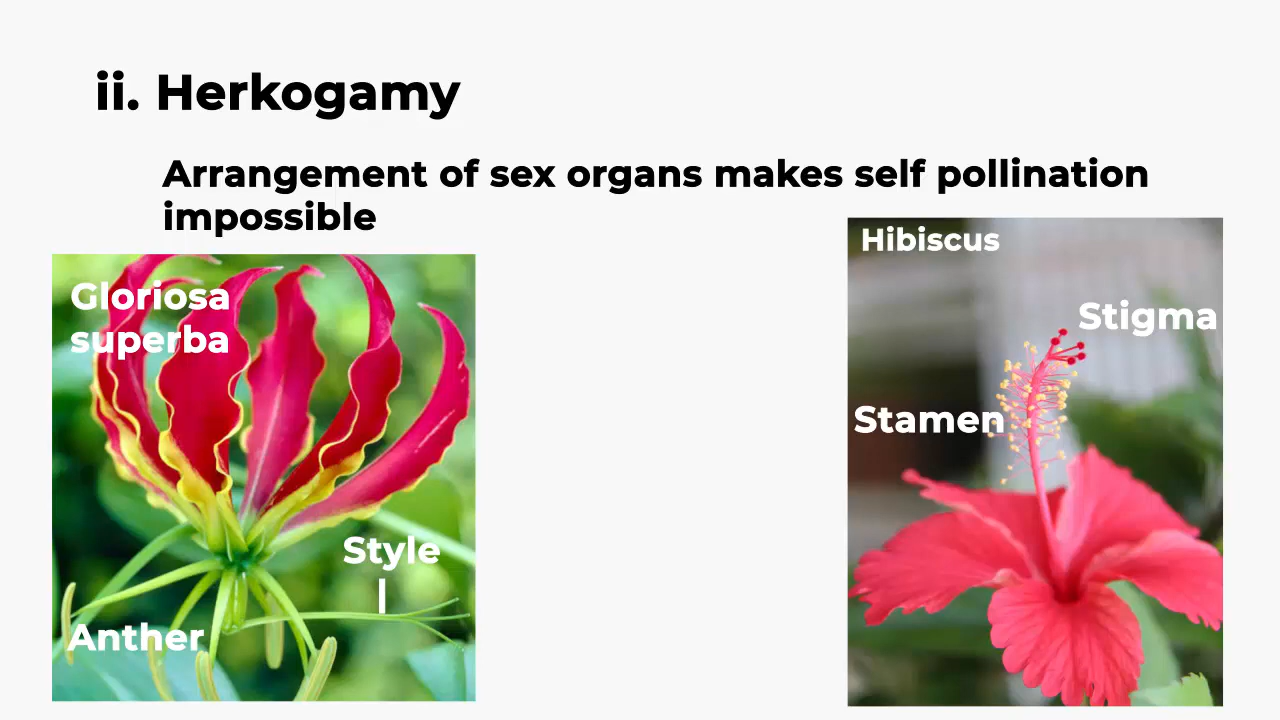 ii. Herkogamy
Arrangement of sex organs makes self pollination
impossible
Gloriosa
superba
Style
Anther
Hibiscus
Stigma
Stamen